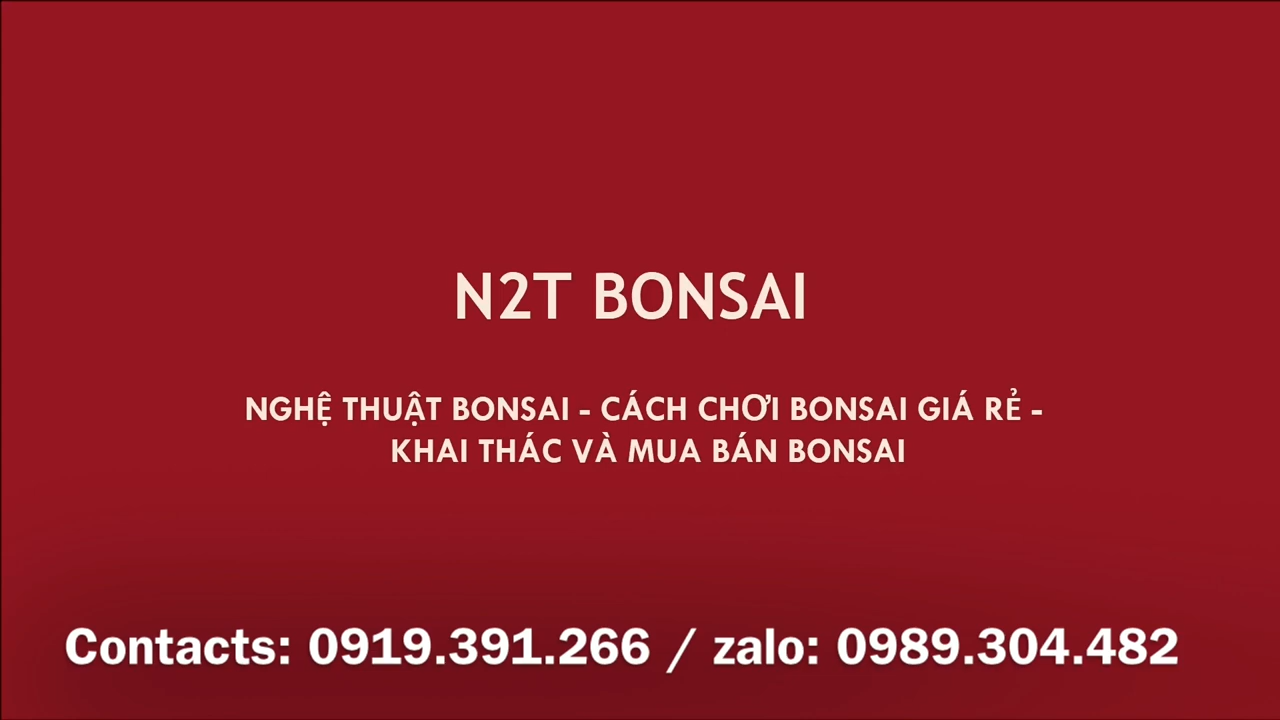 N2T BONSAI
NGHỆ THUẬT BONSAI - CÁCH CHƠI BONSAI GIÁ RẺ -
KHAI THÁC VÀ MUA BÁN BONSAI
Contacts: 0919.391.266 / zalo: 0989.304.482